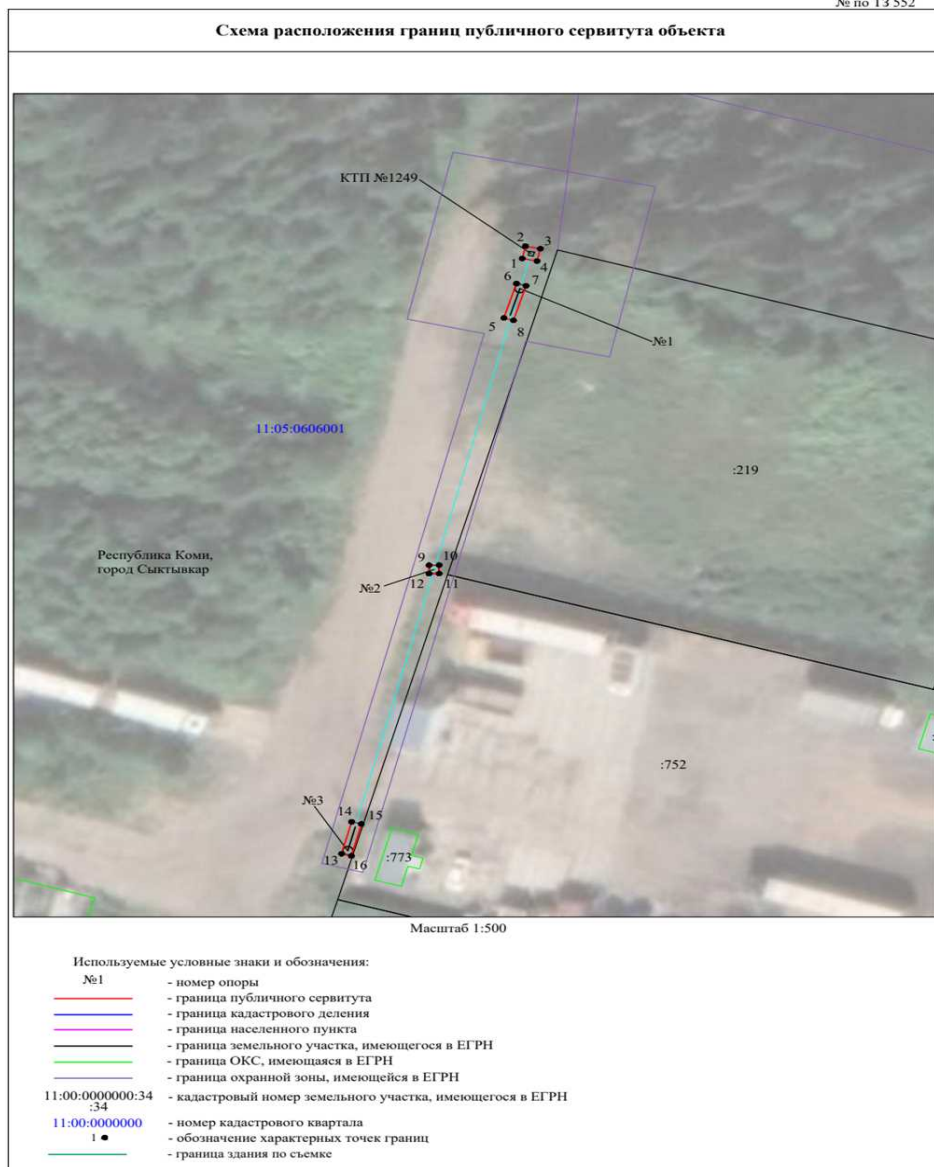 № по ТЗ 552
Схема расположения границ публичного сервитута объекта
КТП №1249
2
3
1
4
6
7
5
8
№1
11:05:0606001
:219
Республика Коми,
город Сыктывкар
9
10
12
11
№2
:752
№3
14
15
13
16
:773
Масштаб 1:500
Используемые условные знаки и обозначения:
№1 - номер опоры
- граница публичного сервитута
- граница кадастрового деления
- граница населенного пункта
- граница земельного участка, имеющегося в ЕГРН
- граница ОКС, имеющаяся в ЕГРН
- граница охранной зоны, имеющейся в ЕГРН
11:00:0000000:34 - кадастровый номер земельного участка, имеющегося в ЕГРН
:34
11:00:0000000 - номер кадастрового квартала
1 - обозначение характерных точек границ
- граница здания по съемке